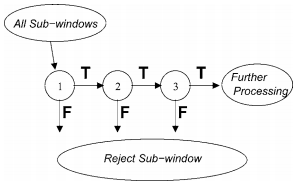 All Sub-windows
T T T
1 2 3
Further
Processing
F F F
Reject Sub-window